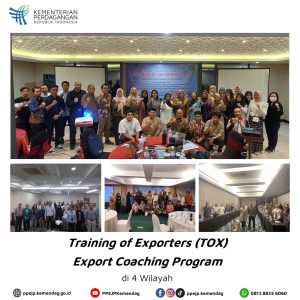 KEMENTERIAN
PERDAGANGAN
REPUBLIK INDONESIA
Training of Exporters (TOX)
Export Coaching Program
di 4 Wilayah
ppejp.kemendag.go.id
PPEJPKemendag
ppejp.kemendag
0813 8835 6060